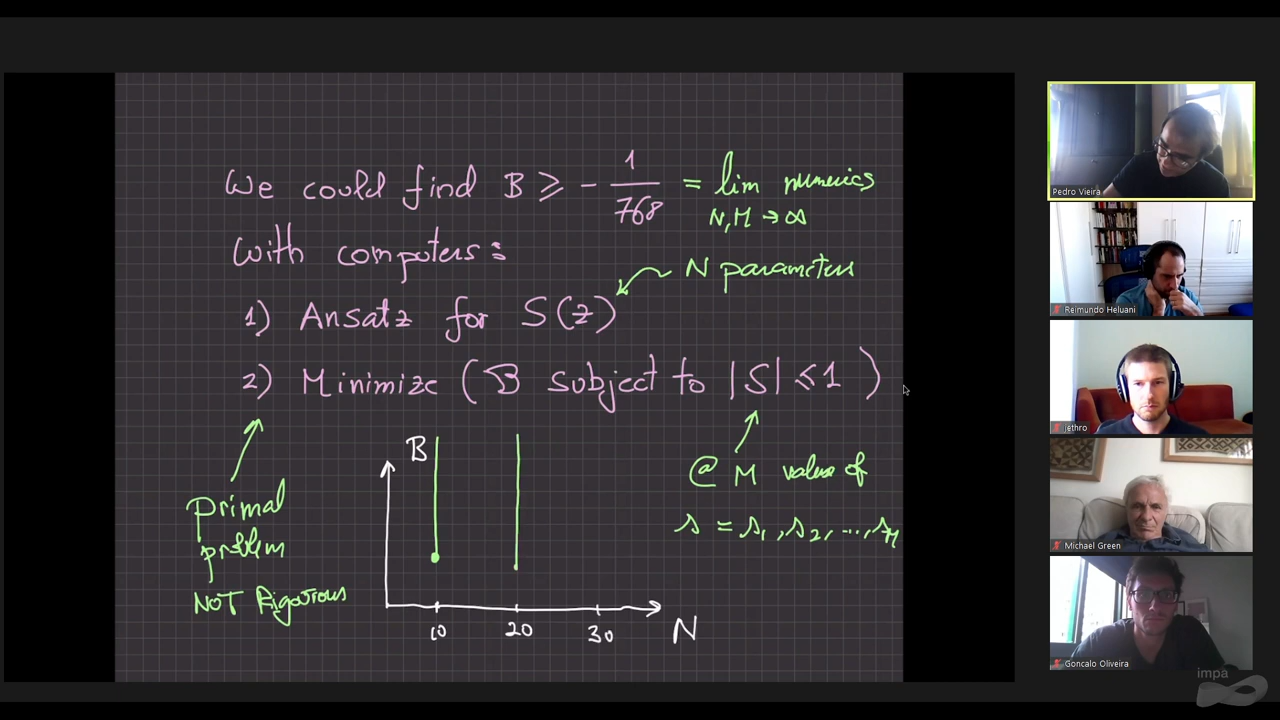 We could find B ⩾ - 1/768 = lim numerics
N, M → ∞
with computers:
N parameters
1) Ansatz for S(z)
2) Minimize (B subject to |S| ⩽ 1)
B
@ M value of
s = s₁, s₂, ..., s_M
primal
problem
NOT Rigorous
10 20 30 N
Pedro Vieira
Reimundo Heluani
jethro
Michael Green
Goncalo Oliveira
impa